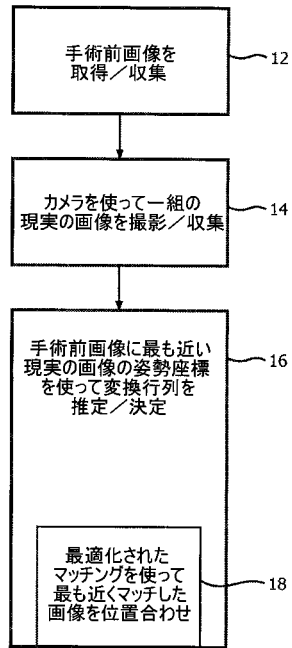 手術前画像を
取得／収集
12
カメラを使って一組の
現実の画像を撮影／収集
14
手術前画像に最も近い
現実の画像の姿勢座標
を使って変換行列を
推定／決定
16
最適化された
マッチングを使って
最も近くマッチした
画像を位置合わせ
18